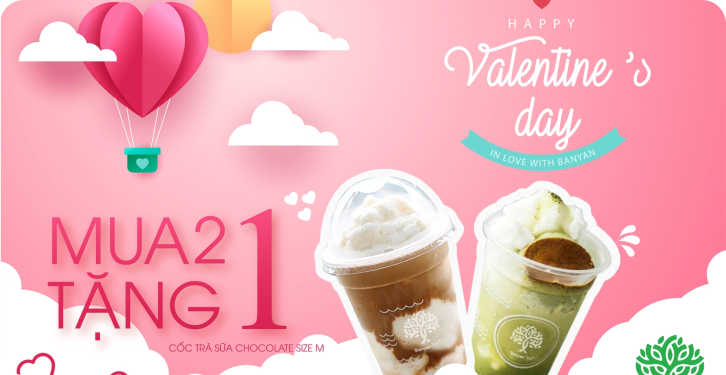 HAPPY
Valentine's
day
IN LOVE WITH BANYAN
MUA 2
TẶNG 1
CỐC TRÀ SỮA CHOCOLATE SIZE M